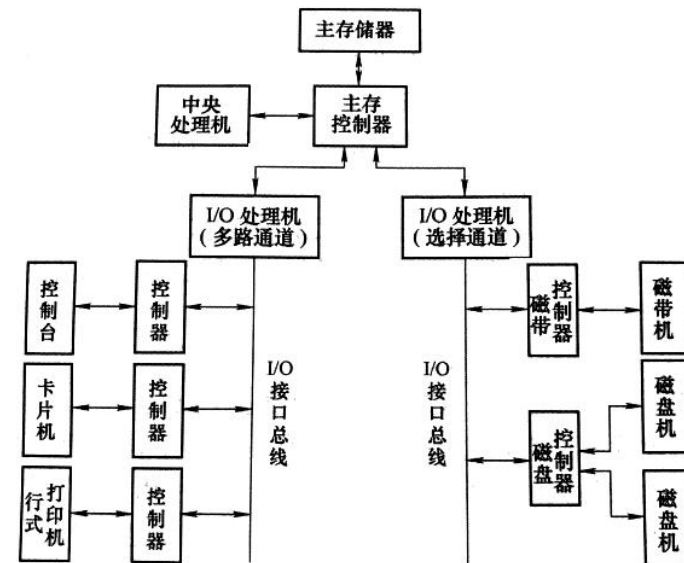 主存储器
中央
处理机
主存
控制器
I/O 处理机
(多路通道)
I/O 处理机
(选择通道)
控制台
控制器
I/O接口总线
I/O接口总线
磁带
控制器
磁带机
卡片机
控制器
磁盘
控制器
磁盘机
行式
打印机
控制器
磁盘机